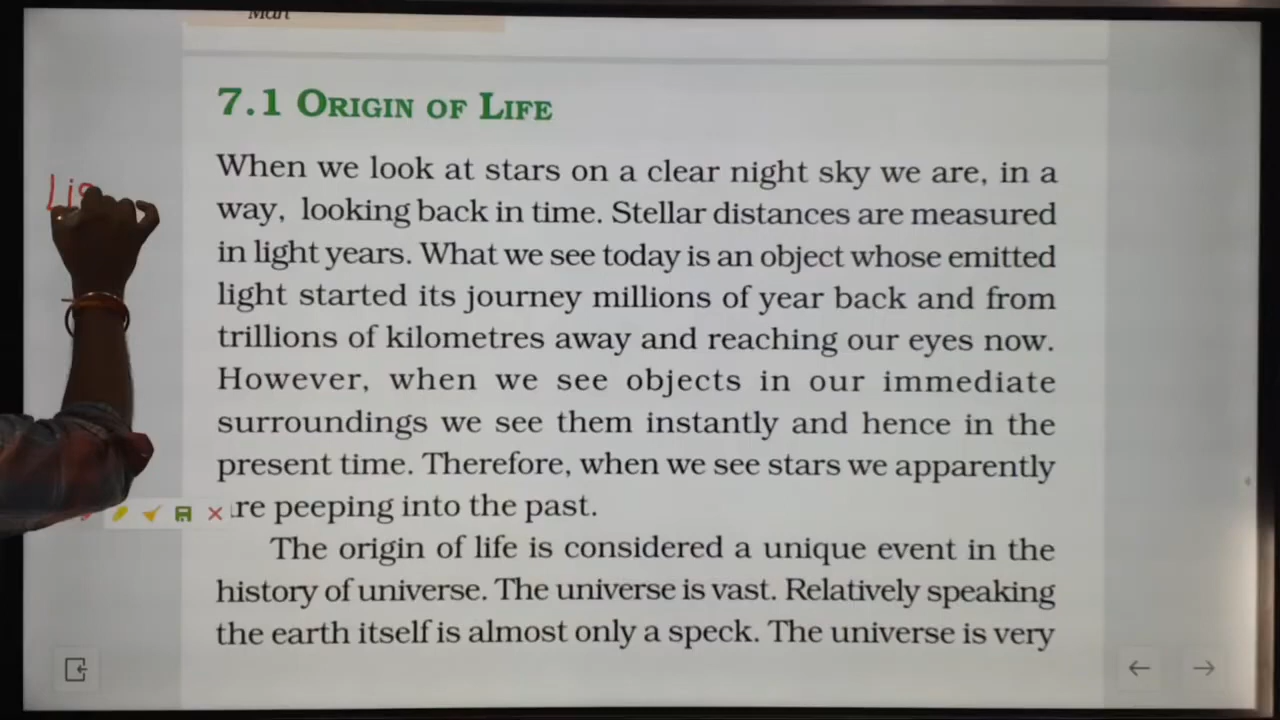 7.1 ORIGIN OF LIFE
When we look at stars on a clear night sky we are, in a
way, looking back in time. Stellar distances are measured
in light years. What we see today is an object whose emitted
light started its journey millions of year back and from
trillions of kilometres away and reaching our eyes now.
However, when we see objects in our immediate
surroundings we see them instantly and hence in the
present time. Therefore, when we see stars we apparently
re peeping into the past.
The origin of life is considered a unique event in the
history of universe. The universe is vast. Relatively speaking
the earth itself is almost only a speck. The universe is very